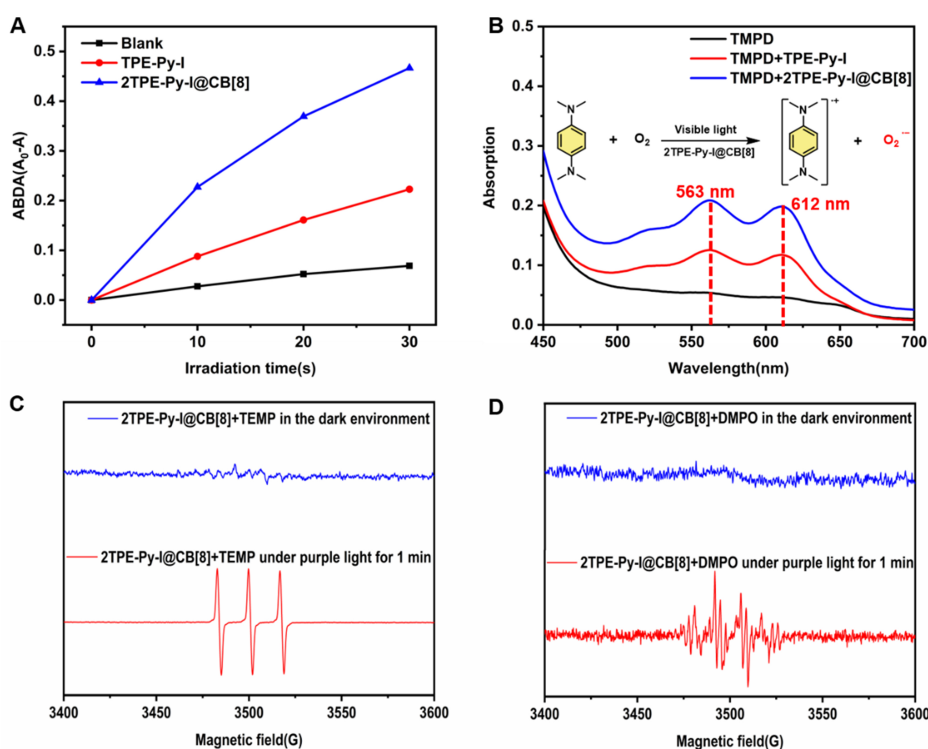 A
Blank
TPE-Py-I
2TPE-Py-I@CB[8]
ABDA(A0-A)
0.5
0.4
0.3
0.2
0.1
0.0
0
10
20
30
Irradiation time(s)
B
TMPD
TMPD+TPE-Py-I
TMPD+2TPE-Py-I@CB[8]
Absorption
0.5
0.4
0.3
0.2
0.1
0.0
N
N
+ O2
Visible light
2TPE-Py-I@CB[8]
N
N
·+
+ O2·−
563 nm
612 nm
450
500
550
600
650
700
Wavelength(nm)
C
2TPE-Py-I@CB[8]+TEMP in the dark environment
2TPE-Py-I@CB[8]+TEMP under purple light for 1 min
3400
3450
3500
3550
3600
Magnetic field(G)
D
2TPE-Py-I@CB[8]+DMPO in the dark environment
2TPE-Py-I@CB[8]+DMPO under purple light for 1 min
3400
3450
3500
3550
3600
Magnetic field(G)